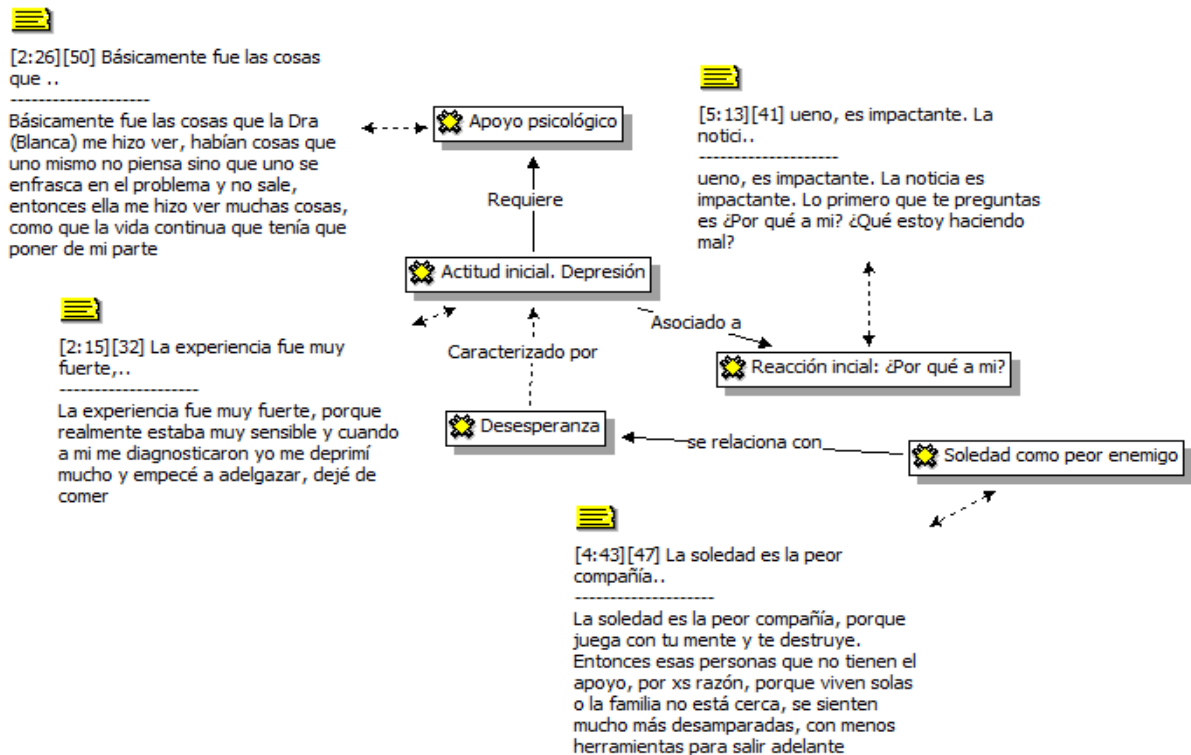 [2:26][50] Básicamente fue las cosas
que ..
--------------------
Básicamente fue las cosas que la Dra
(Blanca) me hizo ver, habían cosas que
uno mismo no piensa sino que uno se
enfrasca en el problema y no sale,
entonces ella me hizo ver muchas cosas,
como que la vida continua que tenía que
poner de mi parte
Apoyo psicológico
[5:13][41] ueno, es impactante. La
notici..
--------------------
ueno, es impactante. La noticia es
impactante. Lo primero que te preguntas
es ¿Por qué a mi? ¿Qué estoy haciendo
mal?
Requiere
Actitud inicial. Depresión
[2:15][32] La experiencia fue muy
fuerte,..
--------------------
La experiencia fue muy fuerte, porque
realmente estaba muy sensible y cuando
a mi me diagnosticaron yo me deprimí
mucho y empecé a adelgazar, dejé de
comer
Asociado a
Caracterizado por
Reacción incial: ¿Por qué a mi?
Desesperanza
se relaciona con
Soledad como peor enemigo
[4:43][47] La soledad es la peor
compañía..
--------------------
La soledad es la peor compañía, porque
juega con tu mente y te destruye.
Entonces esas personas que no tienen el
apoyo, por xs razón, porque viven solas
o la familia no está cerca, se sienten
mucho más desamparadas, con menos
herramientas para salir adelante